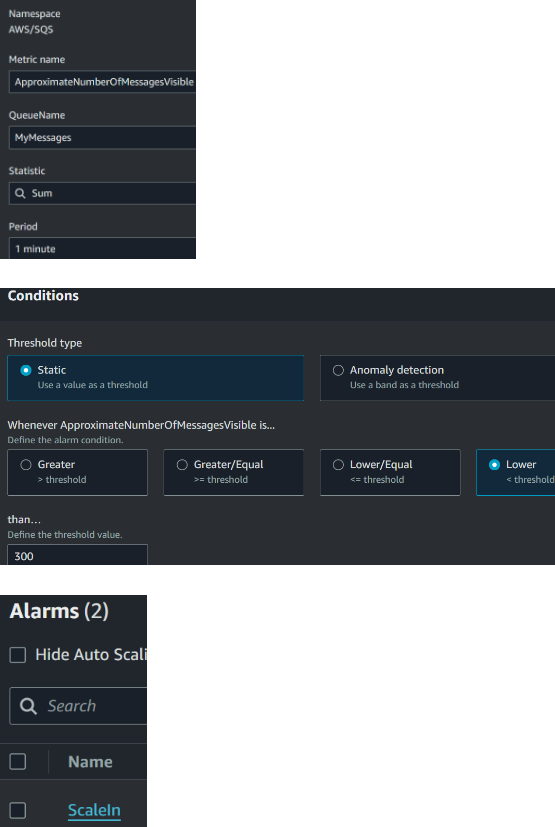 Namespace
AWS/SQS
Metric name
ApproximateNumberOfMessagesVisible
QueueName
MyMessages
Statistic
Sum
Period
1 minute
Conditions
Threshold type
Static
Use a value as a threshold
Anomaly detection
Use a band as a threshold
Whenever ApproximateNumberOfMessagesVisible is...
Define the alarm condition.
Greater
> threshold
Greater/Equal
>= threshold
Lower/Equal
<= threshold
Lower
< threshold
than...
Define the threshold value.
300
Alarms (2)
Hide Auto Scali
Search
Name
ScaleIn